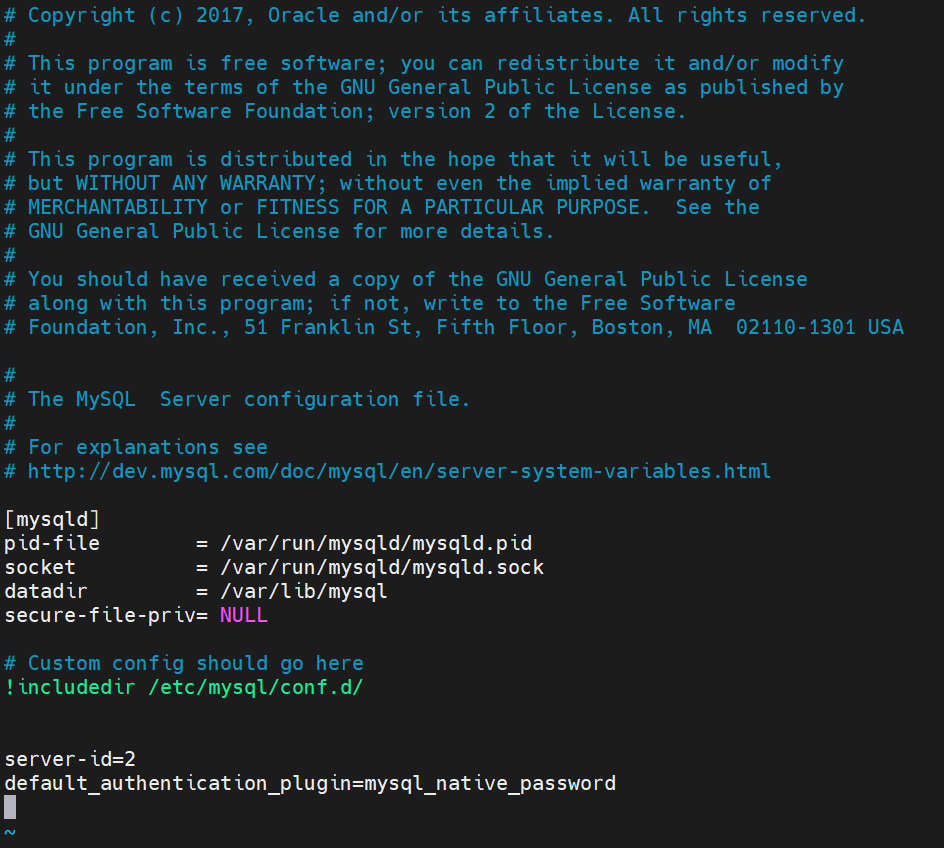 # Copyright (c) 2017, Oracle and/or its affiliates. All rights reserved.
#
# This program is free software; you can redistribute it and/or modify
# it under the terms of the GNU General Public License as published by
# the Free Software Foundation; version 2 of the License.
#
# This program is distributed in the hope that it will be useful,
# but WITHOUT ANY WARRANTY; without even the implied warranty of
# MERCHANTABILITY or FITNESS FOR A PARTICULAR PURPOSE.  See the
# GNU General Public License for more details.
#
# You should have received a copy of the GNU General Public License
# along with this program; if not, write to the Free Software
# Foundation, Inc., 51 Franklin St, Fifth Floor, Boston, MA  02110-1301 USA

#
# The MySQL  Server configuration file.
#
# For explanations see
# http://dev.mysql.com/doc/mysql/en/server-system-variables.html

[mysqld]
pid-file        = /var/run/mysqld/mysqld.pid
socket          = /var/run/mysqld/mysqld.sock
datadir         = /var/lib/mysql
secure-file-priv= NULL

# Custom config should go here
!includedir /etc/mysql/conf.d/


server-id=2
default_authentication_plugin=mysql_native_password

~